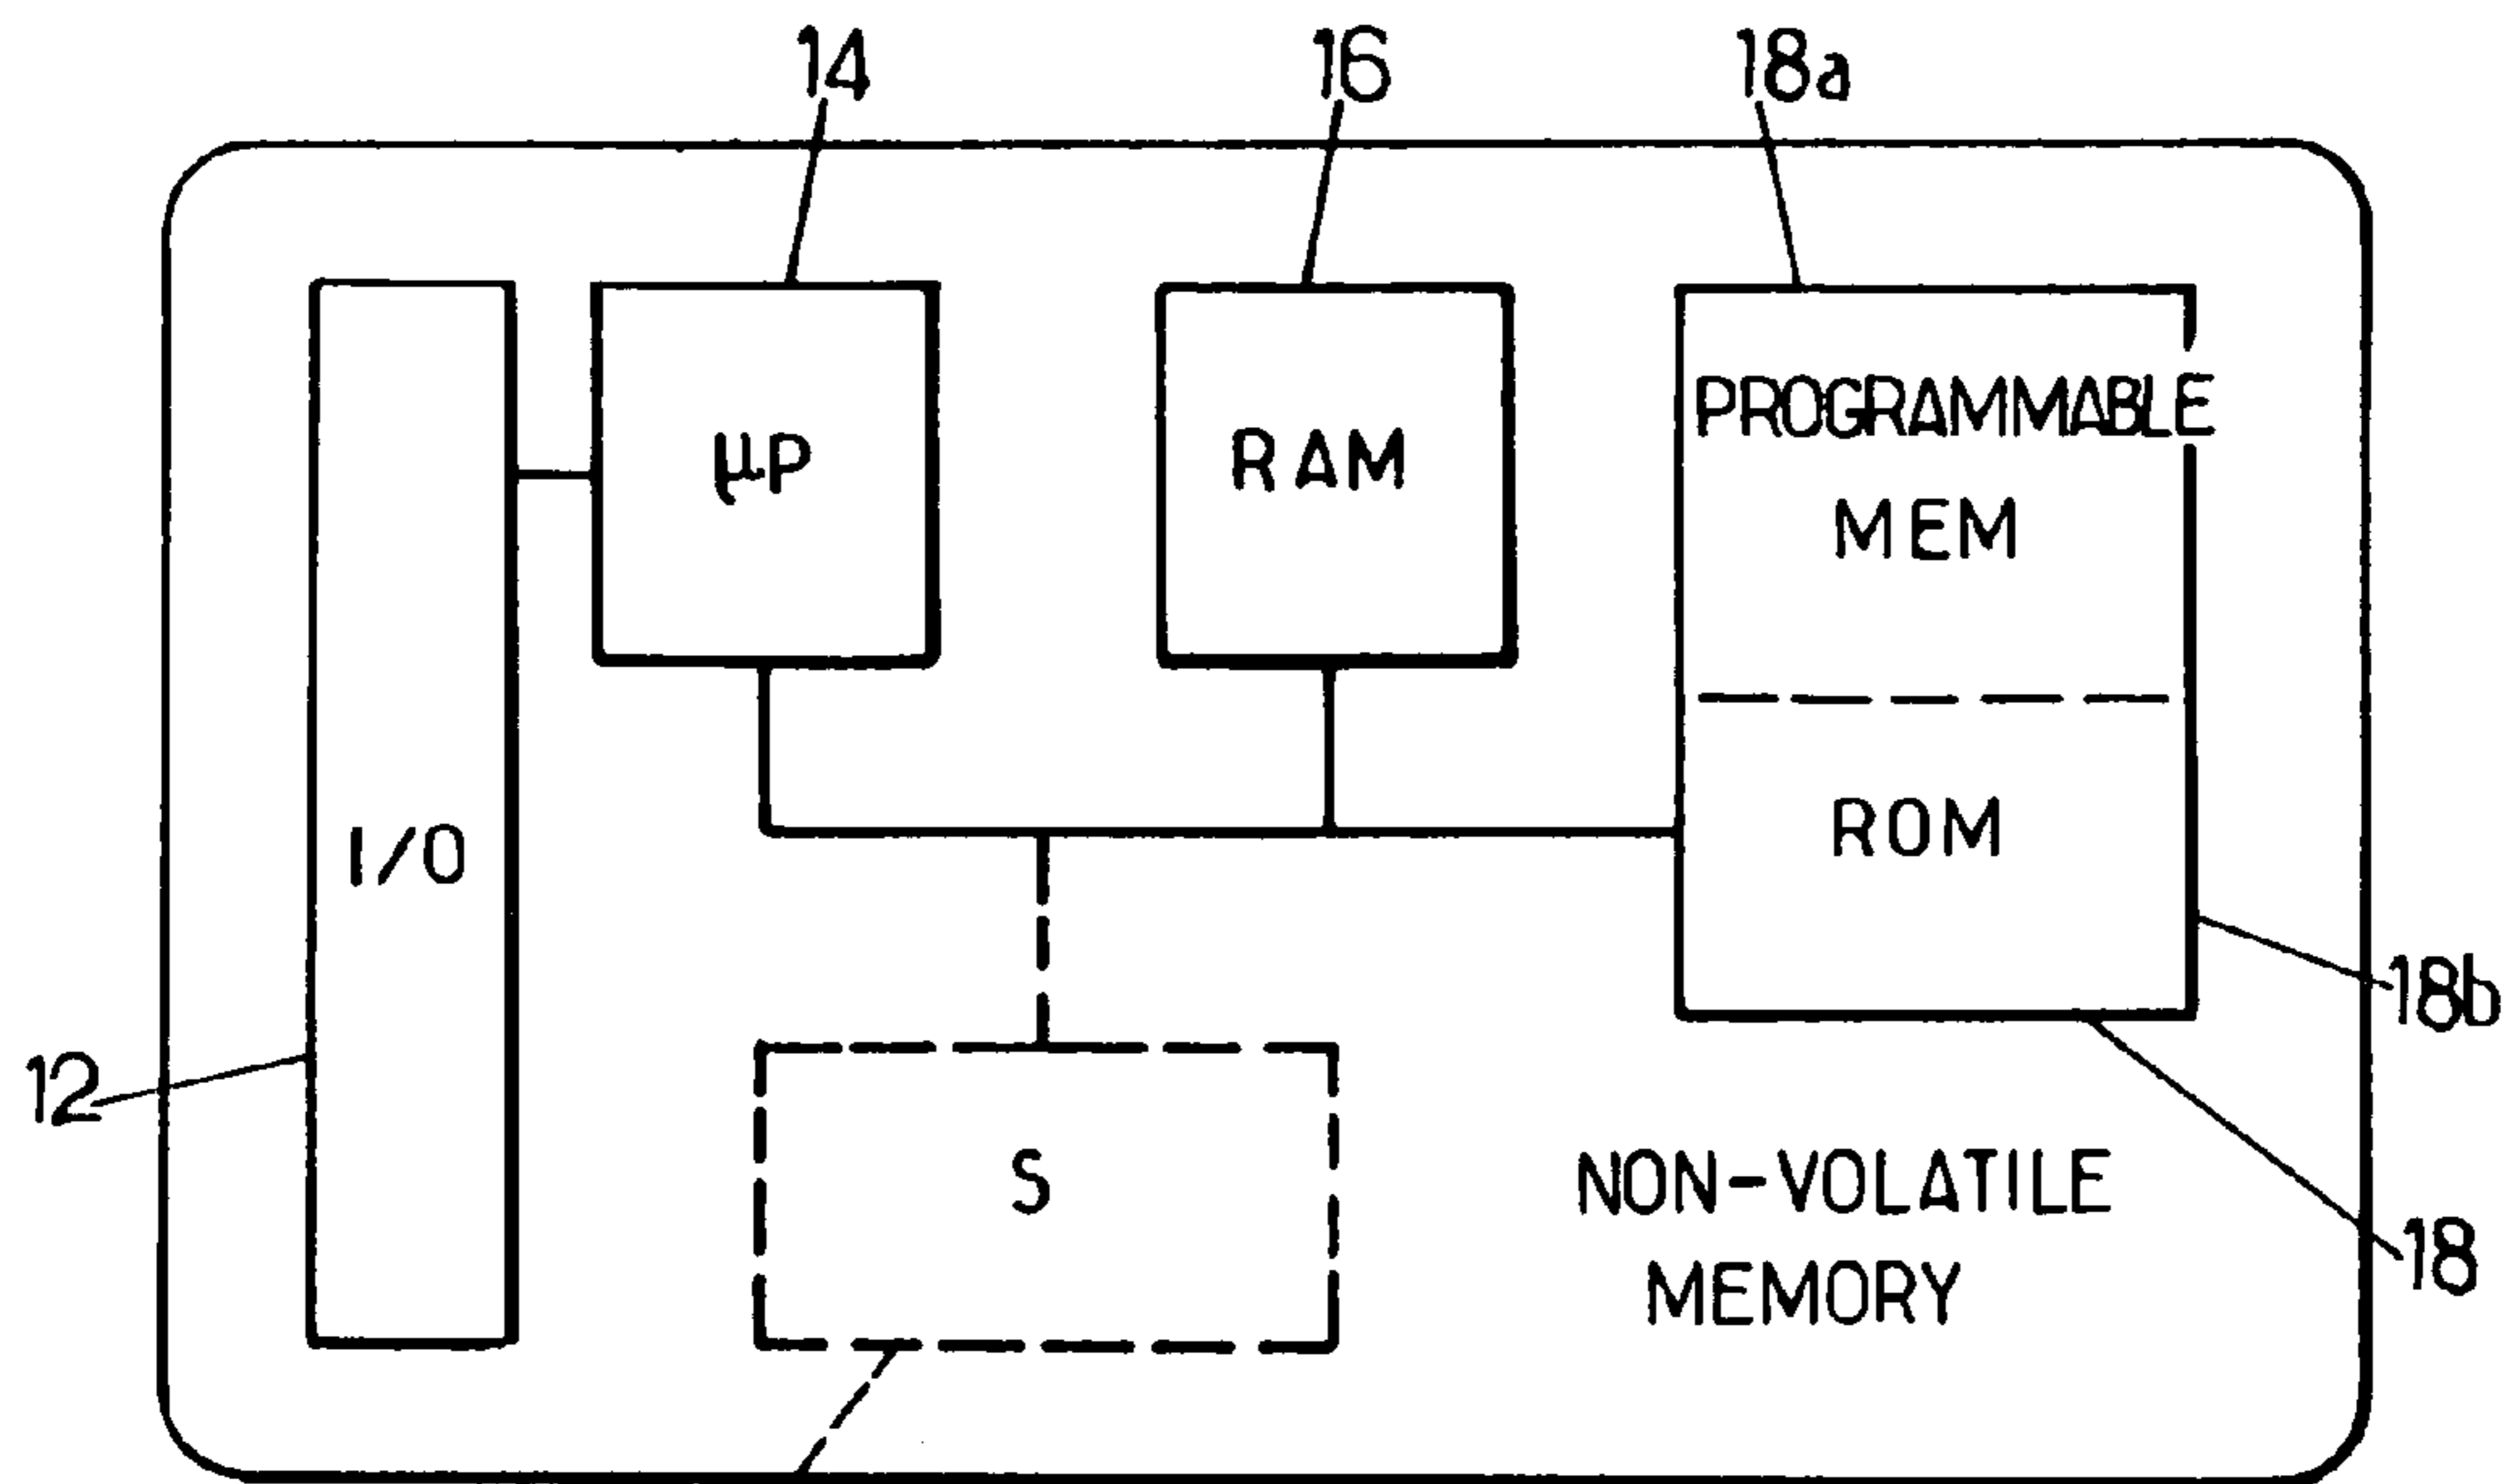 14
16
18a
I/O
µP
RAM
PROGRAMMABLE
MEM
ROM
12
S
NON-VOLATILE
MEMORY
18b
18